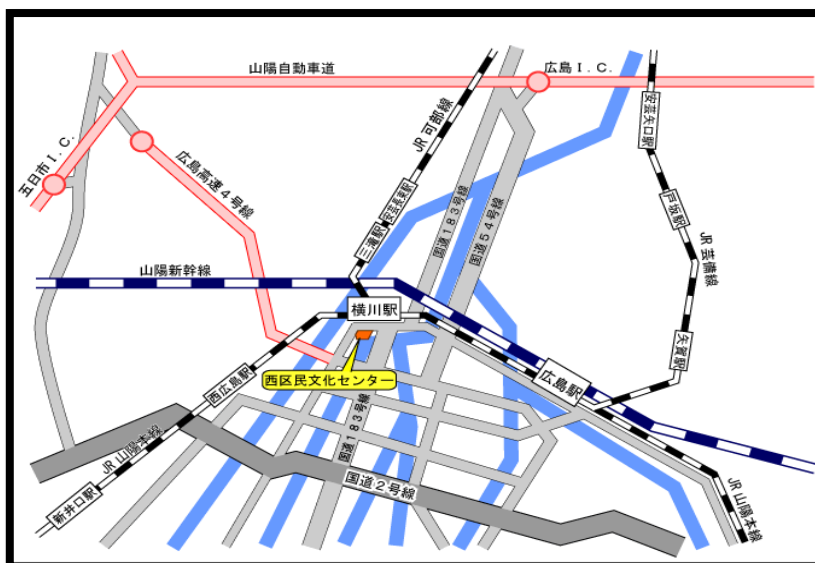 山陽自動車道
広島I.C.
五日市I.C.
広島高速4号線
JR可部線
安芸長束駅
三滝駅
国道183号線
国道54号線
安芸矢口駅
戸坂駅
JR芸備線
矢賀駅
山陽新幹線
横川駅
西広島駅
西区民文化センター
広島駅
国道183号線
JR山陽本線
新井口駅
国道2号線
JR山陽本線